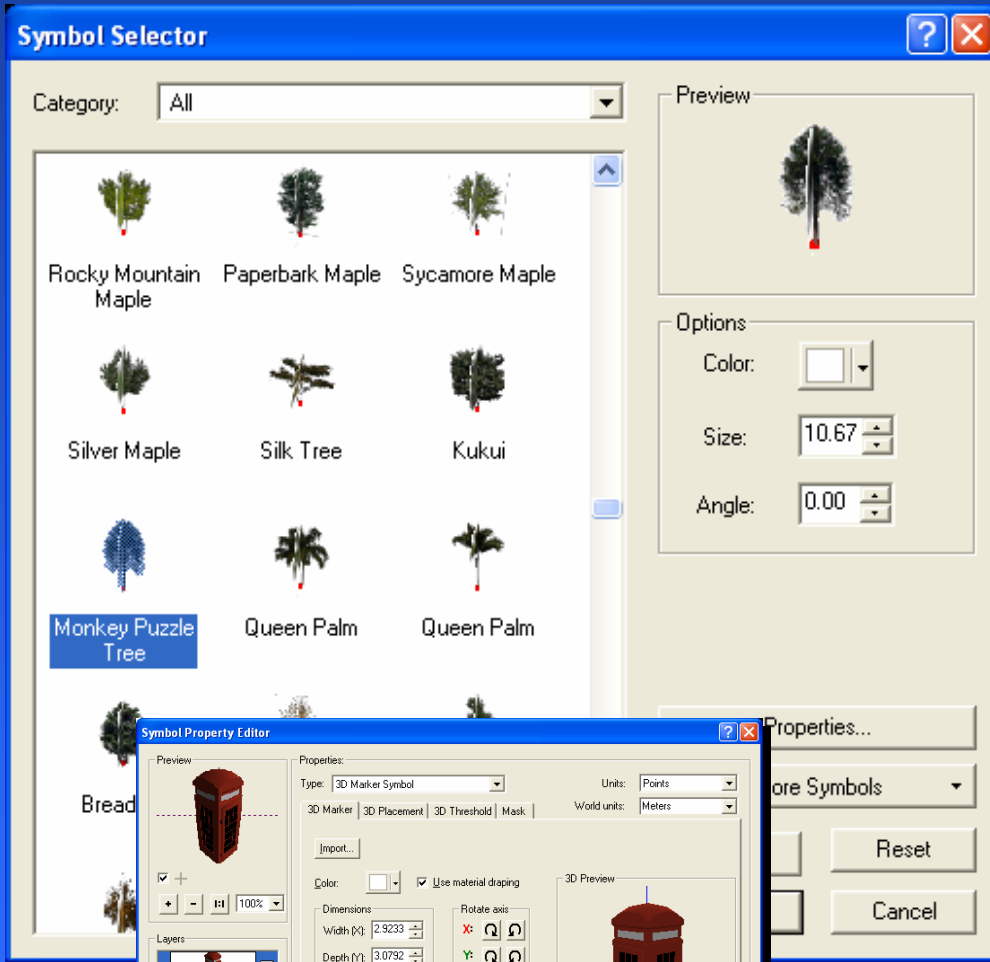 Symbol Selector
Category: All
Preview
Rocky Mountain
Maple
Paperbark Maple
Sycamore Maple
Options
Color:
Silver Maple
Silk Tree
Kukui
Size: 10.67
Angle: 0.00
Monkey Puzzle
Tree
Queen Palm
Queen Palm
Properties...
Symbols
Reset
Cancel
Symbol Property Editor
Preview
100%
Layers
Properties:
Type: 3D Marker Symbol
Units: Points
World units: Meters
3D Marker 3D Placement 3D Threshold Mask
Import...
Color:
Use material draping
3D Preview
Dimensions
Width (X): 2.9233
Depth (Y): 3.0792
Rotate axis
X:
Y: